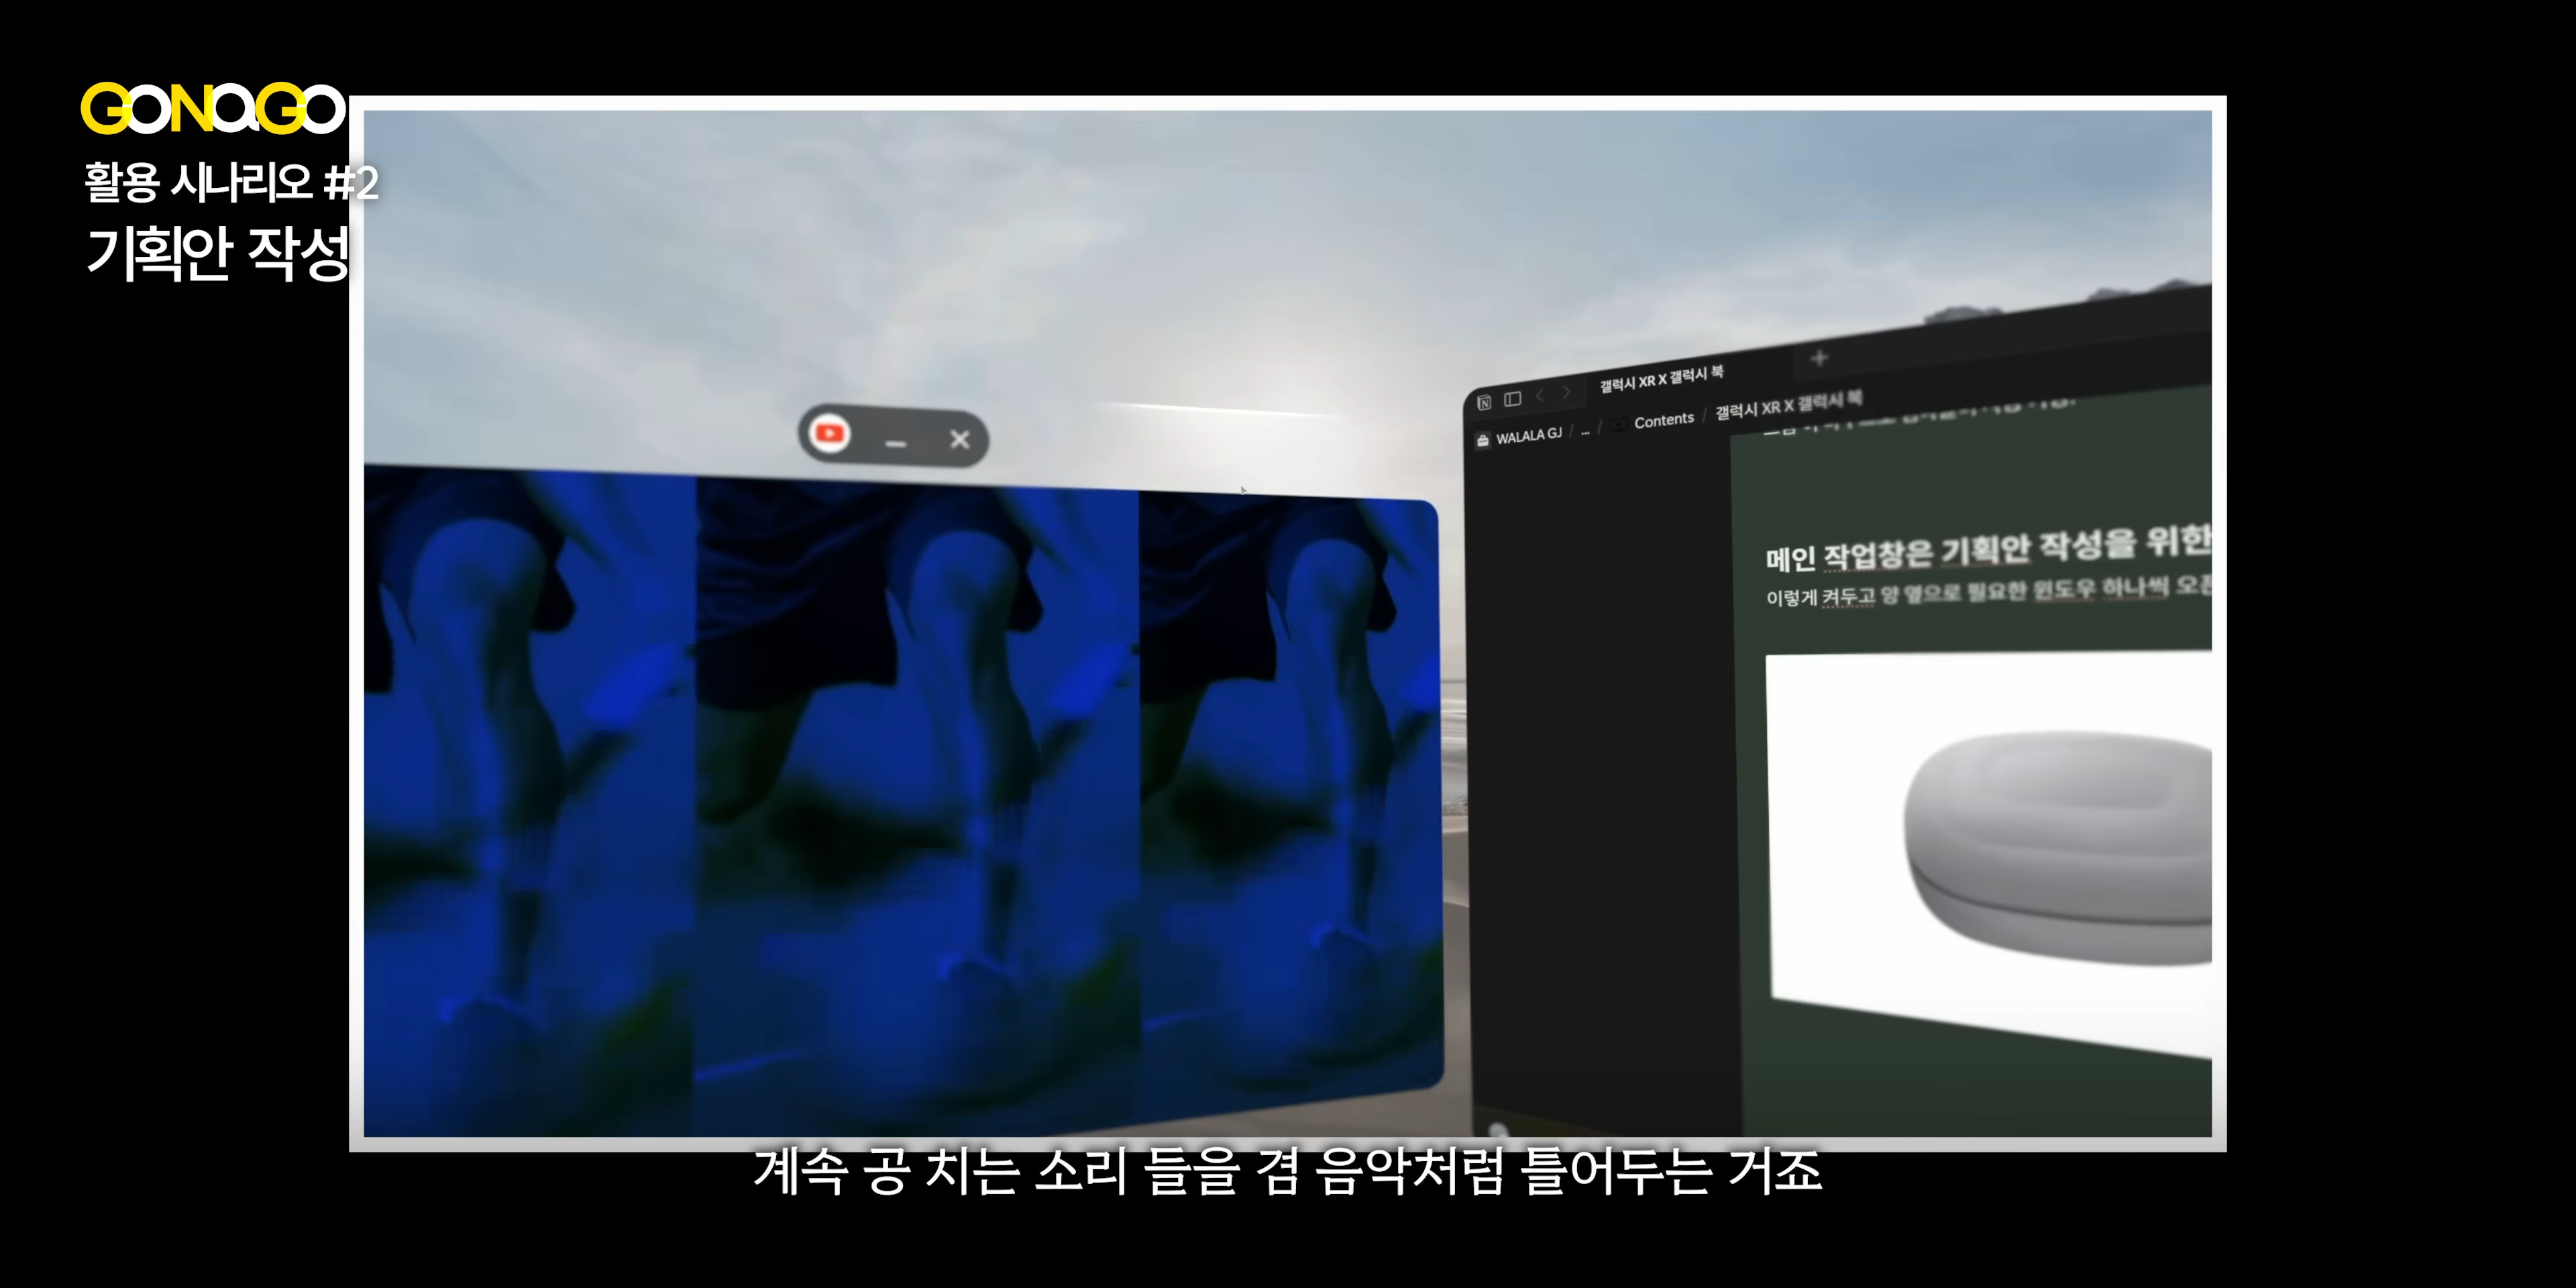 GONAGO
활용 시나리오 #2
기획안 작성
갤럭시 XR X 갤럭시 북
WALALA GJ / ... / Contents / 갤럭시 XR X 갤럭시 북
메인 작업창은 기획안 작성을 위한
이렇게 켜두고 양 옆으로 필요한 윈도우 하나씩 오픈
계속 공 치는 소리 들을 겸 음악처럼 틀어두는 거죠